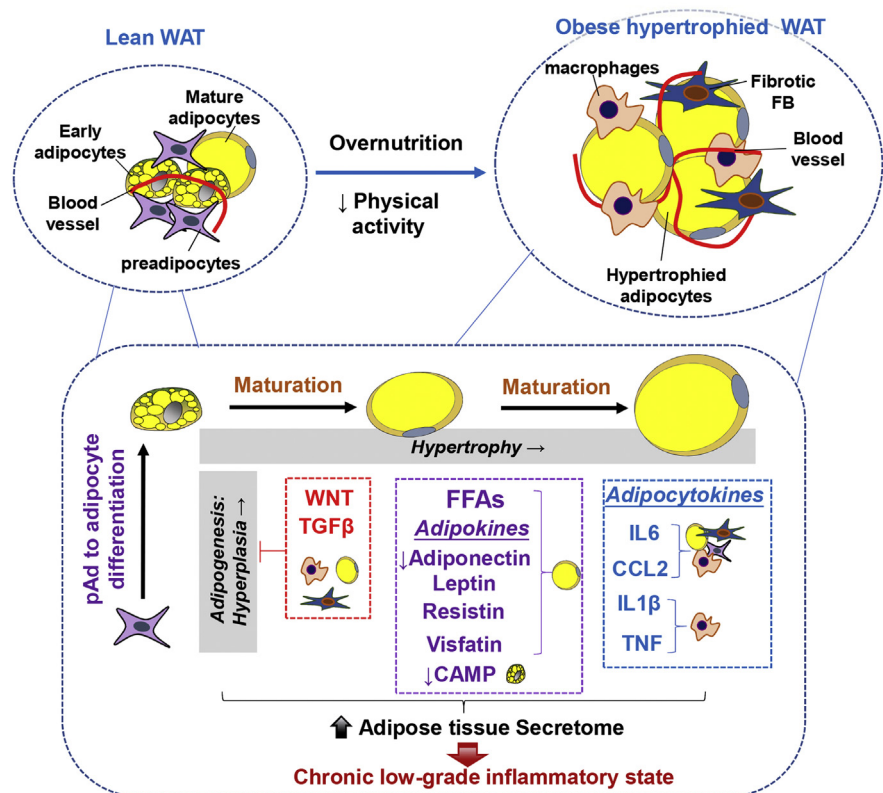 Lean WAT
Obese hypertrophied WAT
Mature
adipocytes
Early
adipocytes
Blood
vessel
preadipocytes
Overnutrition
↓ Physical
activity
macrophages
Fibrotic
FB
Blood
vessel
Hypertrophied
adipocytes
Maturation
Maturation
Hypertrophy →
pAd to adipocyte
differentiation
Adipogenesis:
Hyperplasia →
WNT
TGFβ
FFAs
Adipokines
↓Adiponectin
Leptin
Resistin
Visfatin
↓CAMP
Adipocytokines
IL6
CCL2
IL1β
TNF
Adipose tissue Secretome
Chronic low-grade inflammatory state